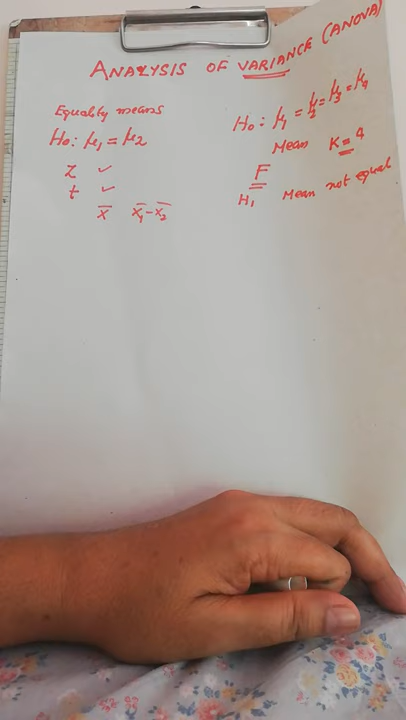 ANALYSIS OF VARIANCE (ANOVA)
Equality means
H₀: μ₁ = μ₂
Z ✓
t ✓
x̄ x̄₁-x̄₂
H₀: μ₁ = μ₂ = μ₃ = μ₄
Mean K = 4
F
H₁ Mean not equal